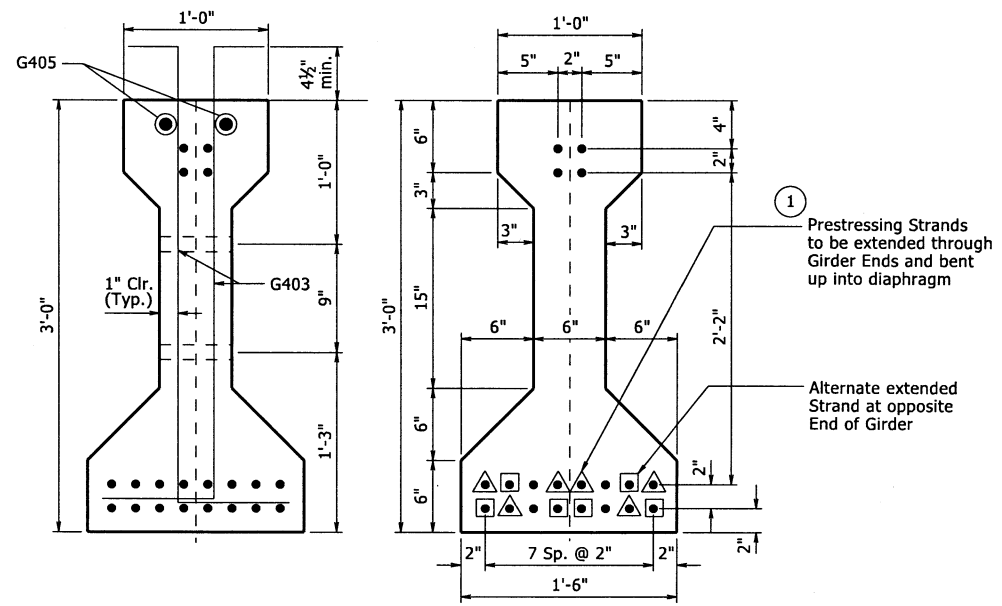 1'-0"
G405
4½" min.
1'-0"
3'-0"
1" Clr.
(Typ.)
G403
9"
1'-3"
1'-0"
5" 2" 5"
6"
4"
2"
3"
3" 3"
1
Prestressing Strands
to be extended through
Girder Ends and bent
up into diaphragm
3'-0"
15"
2'-2"
6" 6" 6"
Alternate extended
Strand at opposite
End of Girder
6"
6"
2"
2"
2" 7 Sp. @ 2" 2"
1'-6"